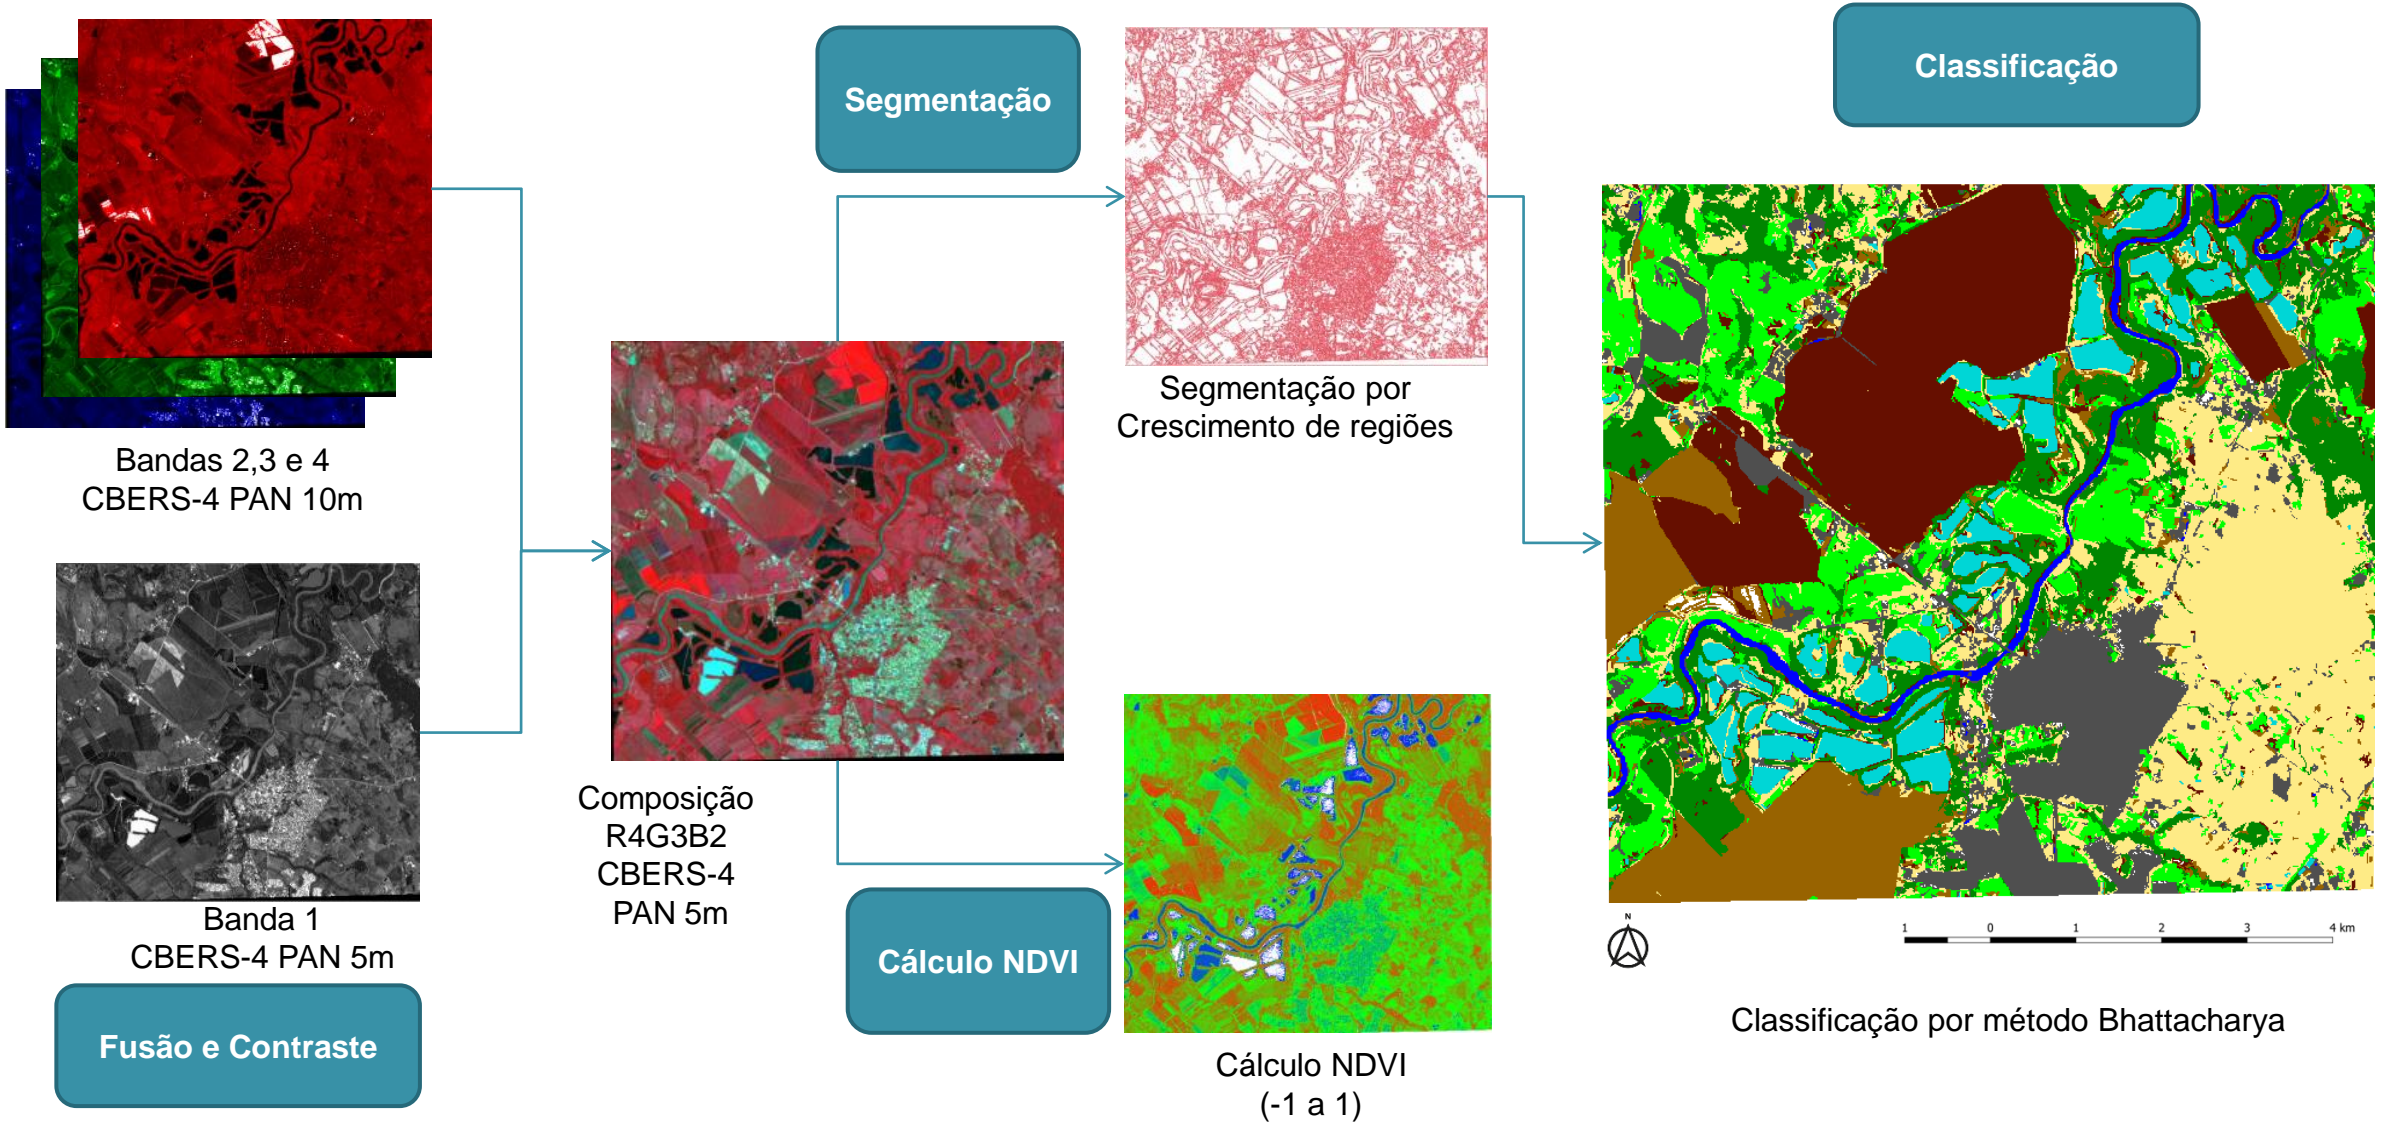 Segmentação
Classificação
Bandas 2,3 e 4
CBERS-4 PAN 10m
Segmentação por
Crescimento de regiões
Banda 1
CBERS-4 PAN 5m
Fusão e Contraste
Composição
R4G3B2
CBERS-4
PAN 5m
Cálculo NDVI
Cálculo NDVI
(-1 a 1)
N
1 0 1 2 3 4 km
Classificação por método Bhattacharya